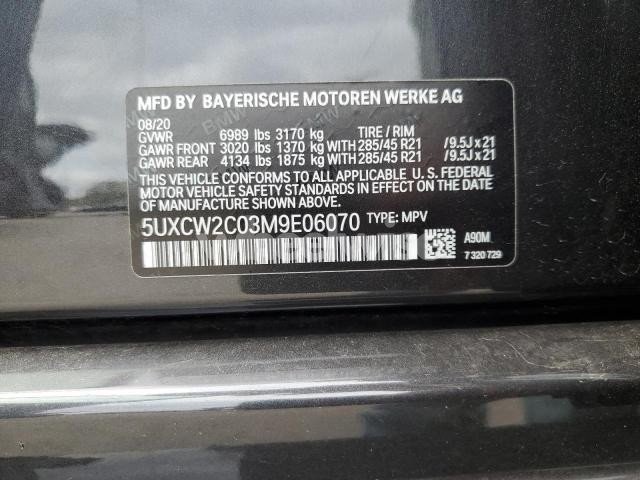 MFD BY BAYERISCHE MOTOREN WERKE AG
08/20
GVWR 6989 lbs 3170 kg TIRE / RIM
GAWR FRONT 3020 lbs 1370 kg WITH 285/45 R21 / 9.5J x 21
GAWR REAR 4134 lbs 1875 kg WITH 285/45 R21 / 9.5J x 21
THIS VEHICLE CONFORMS TO ALL APPLICABLE U. S. FEDERAL
MOTOR VEHICLE SAFETY STANDARDS IN EFFECT ON THE DATE OF
MANUFACTURE SHOWN ABOVE.
5UXCW2C03M9E06070 TYPE: MPV
A90M
7 320 729